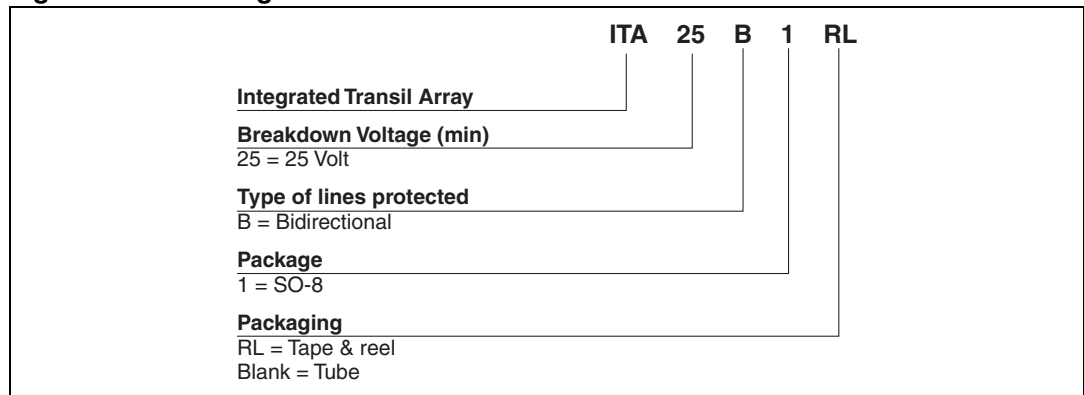 ITA 25 B 1 RL
Integrated Transil Array
Breakdown Voltage (min)
25 = 25 Volt
Type of lines protected
B = Bidirectional
Package
1 = SO-8
Packaging
RL = Tape & reel
Blank = Tube